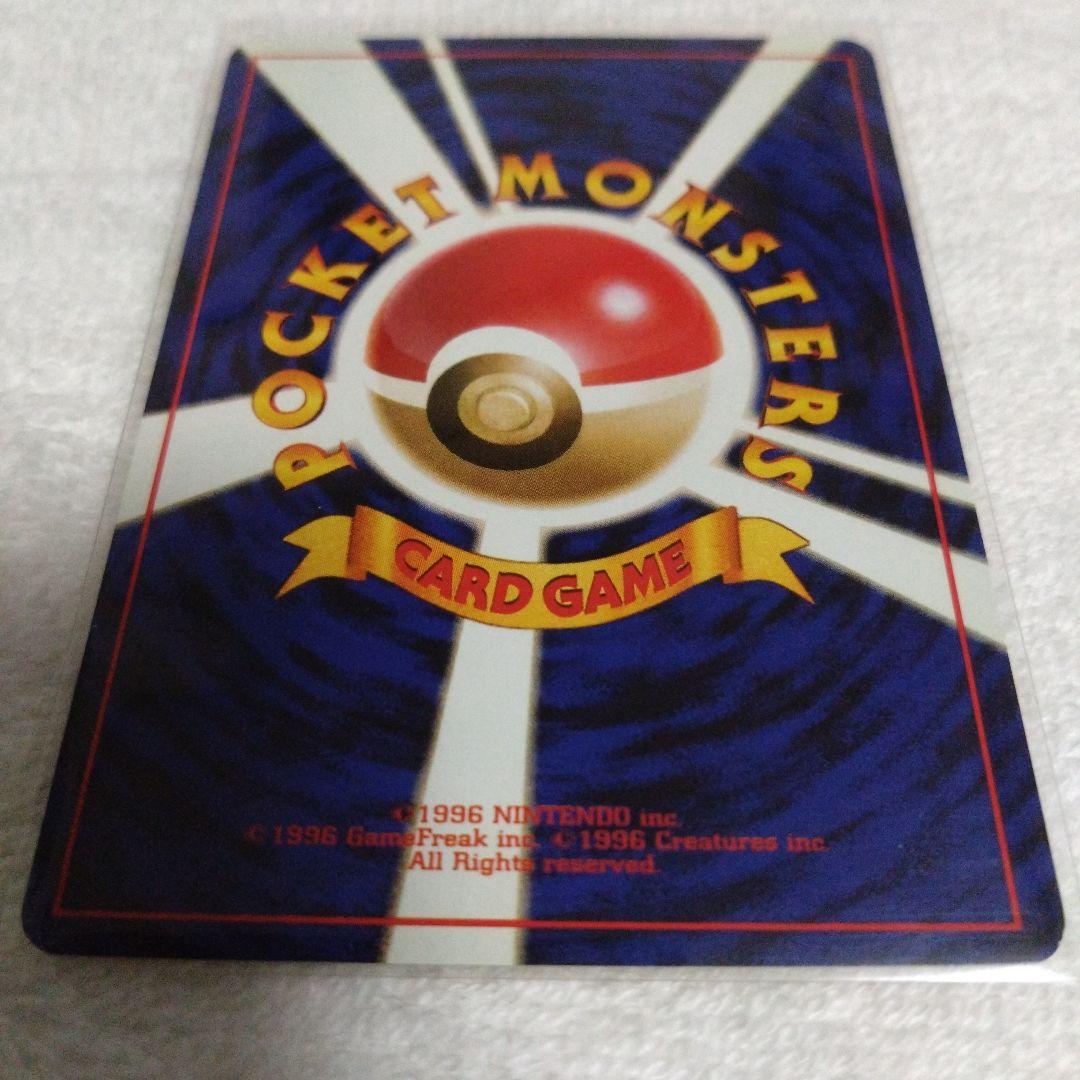 POCKET MONSTERS
CARD GAME
©1996 NINTENDO inc.
©1996 GameFreak inc. ©1996 Creatures inc.
All Rights reserved.